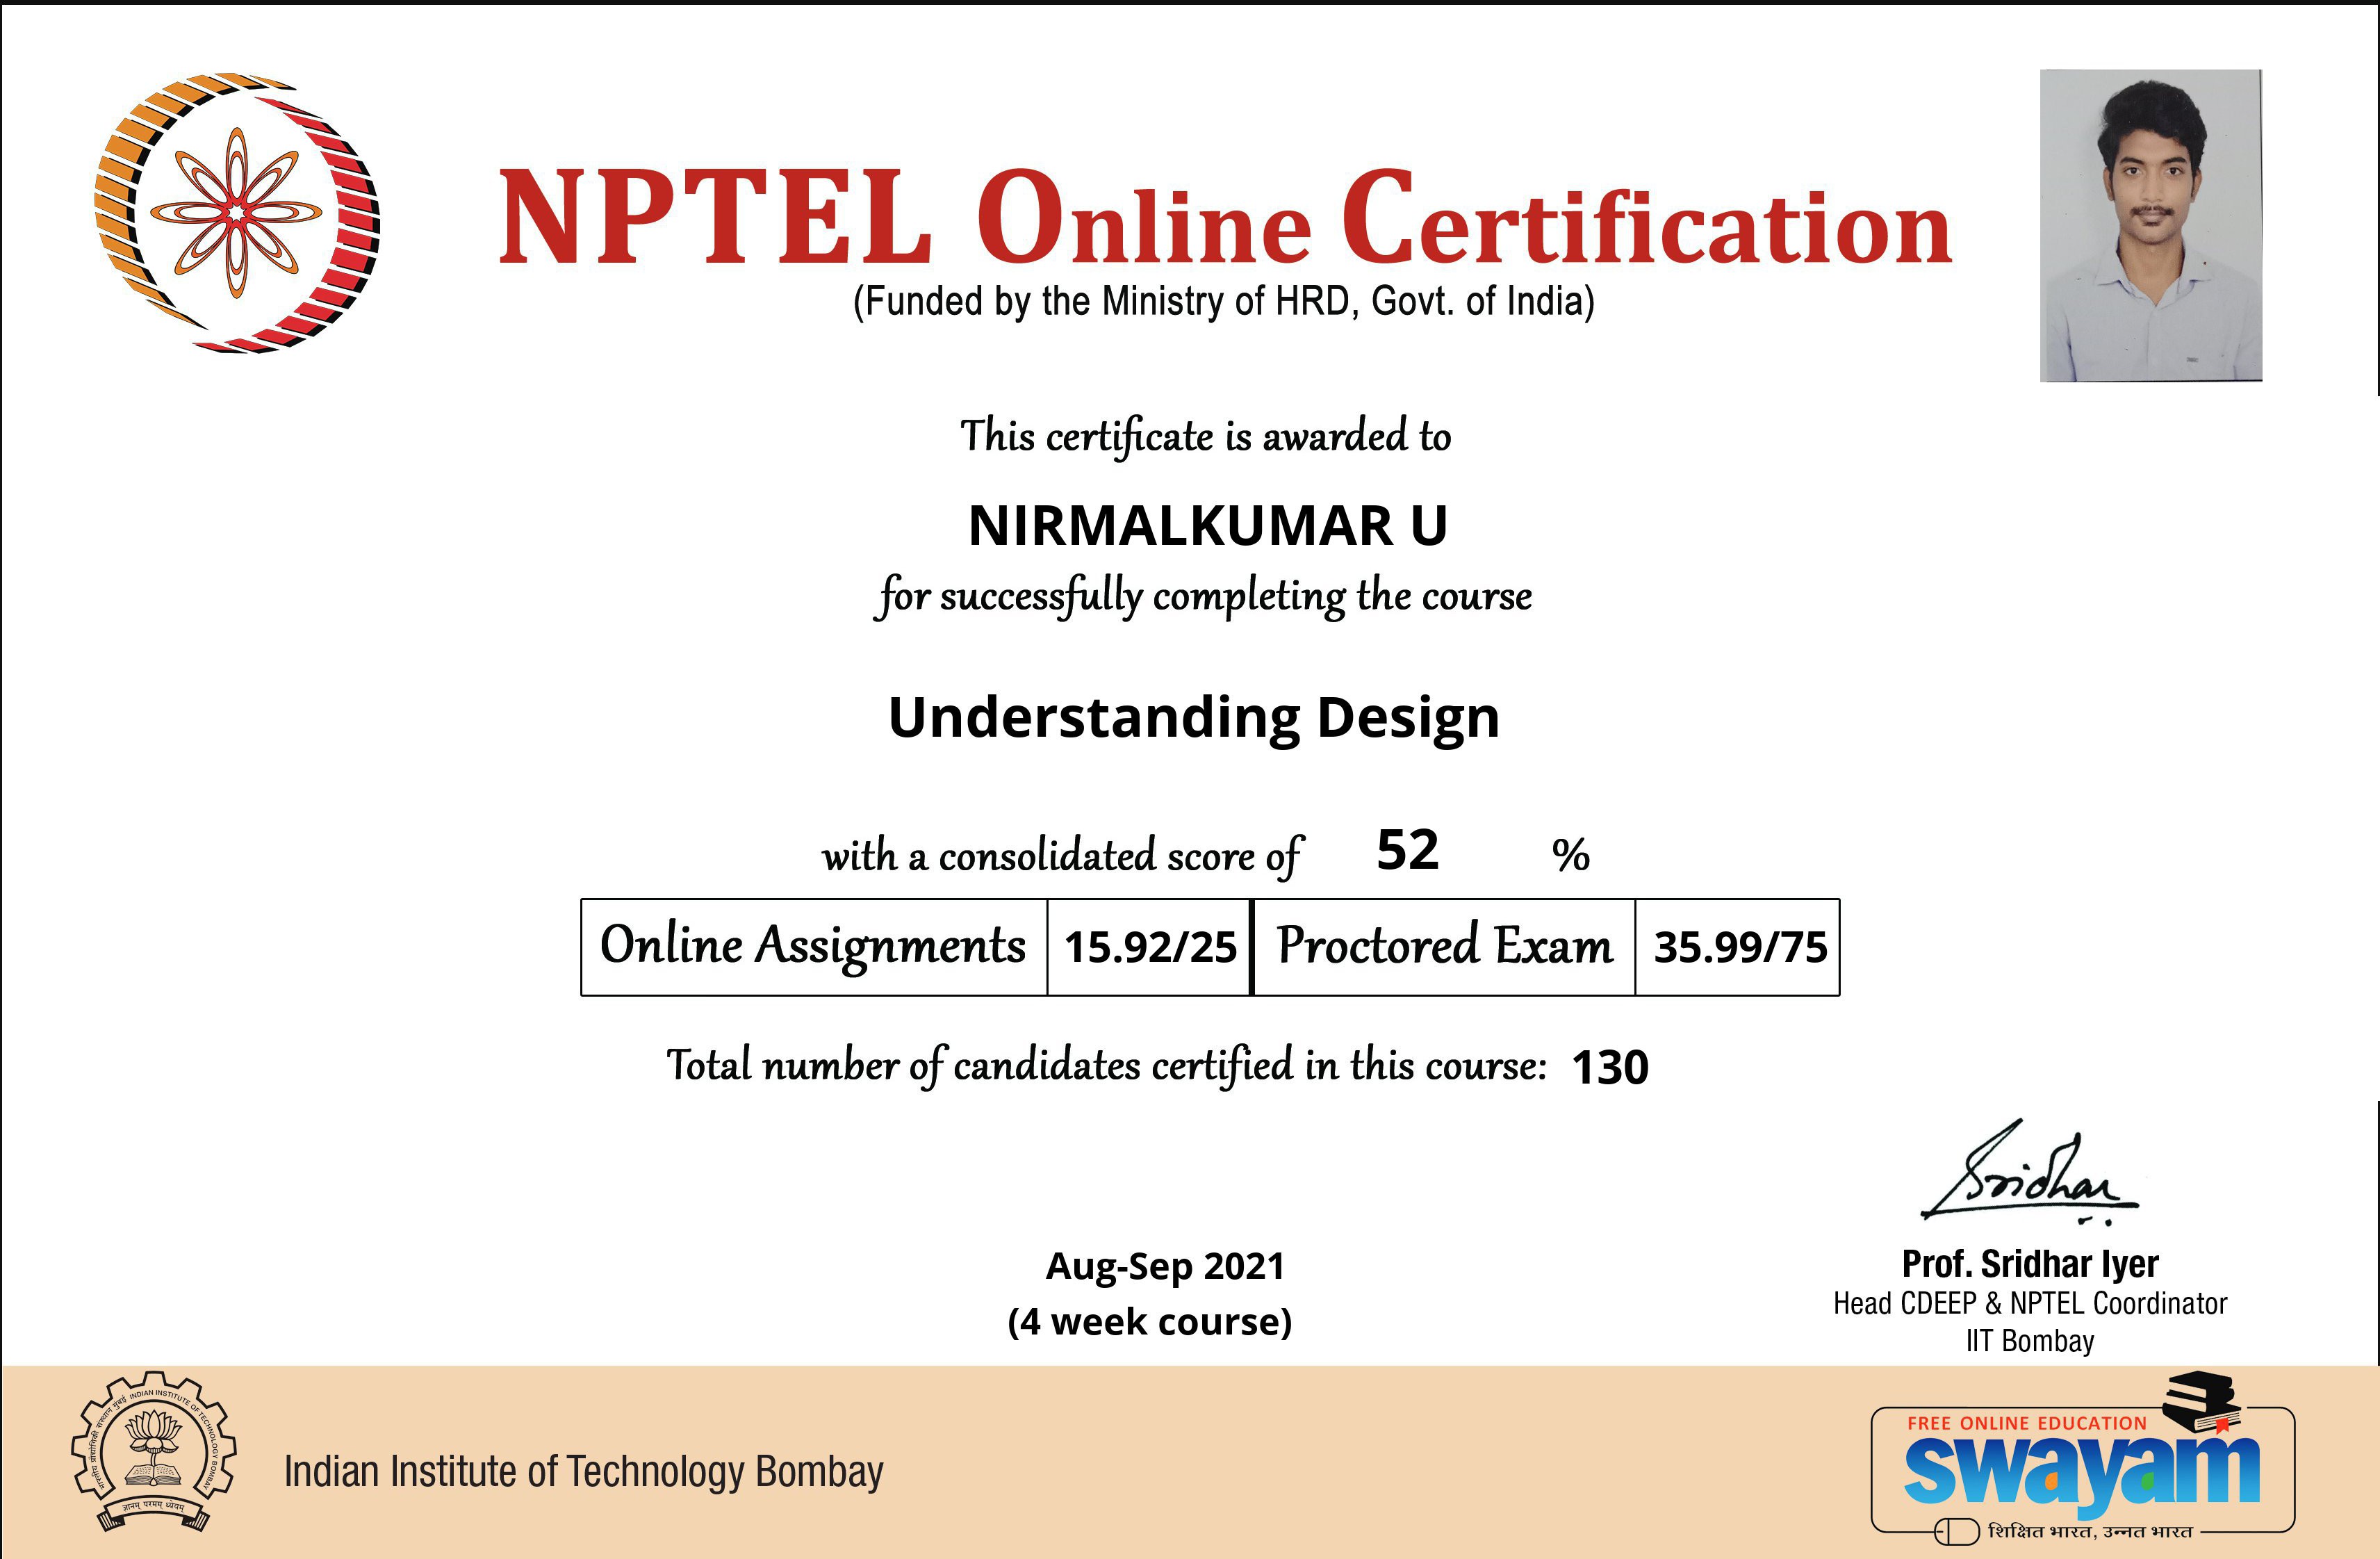 NPTEL Online Certification
(Funded by the Ministry of HRD, Govt. of India)
This certificate is awarded to
NIRMALKUMAR U
for successfully completing the course
Understanding Design
with a consolidated score of 52 %
Online Assignments 15.92/25 Proctored Exam 35.99/75
Total number of candidates certified in this course: 130
Sridhar
Aug-Sep 2021
(4 week course)
Prof. Sridhar Iyer
Head CDEEP & NPTEL Coordinator
IIT Bombay
भारतीय प्रौद्योगिकी संस्थान मुंबई INDIAN INSTITUTE OF TECHNOLOGY BOMBAY
ज्ञानम् परमम् ध्येयम्
Indian Institute of Technology Bombay
FREE ONLINE EDUCATION
swayam
शिक्षित भारत, उन्नत भारत